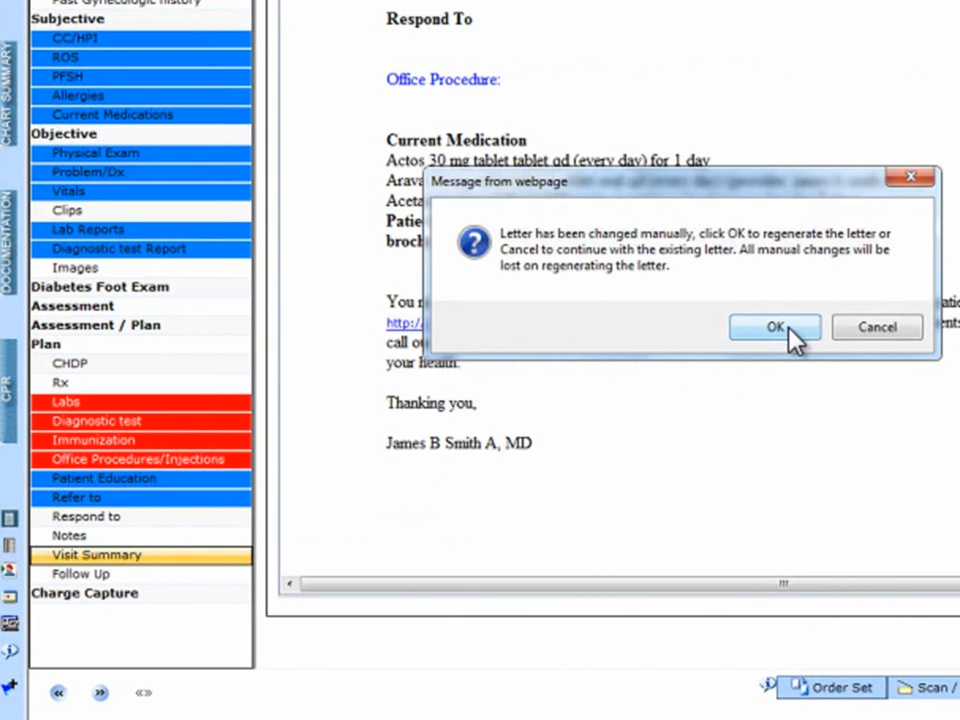 Past Gynecologic history
Subjective
CC/HPI
ROS
PFSH
Allergies
Current Medications
Objective
Physical Exam
Problem/Dx
Vitals
Clips
Lab Reports
Diagnostic test Report
Images
Diabetes Foot Exam
Assessment
Assessment / Plan
Plan
CHDP
Rx
Labs
Diagnostic test
Immunization
Office Procedures/Injections
Patient Education
Refer to
Respond to
Notes
Visit Summary
Follow Up
Charge Capture
CHART SUMMARY
DOCUMENTATION
CPR
Respond To
Office Procedure:
Current Medication
Actos 30 mg tablet tablet qd (every day) for 1 day
Message from webpage
Letter has been changed manually, click OK to regenerate the letter or
Cancel to continue with the existing letter. All manual changes will be
lost on regenerating the letter.
OK
Cancel
http:/
your health.
Thanking you,
James B Smith A, MD
Order Set
Scan /